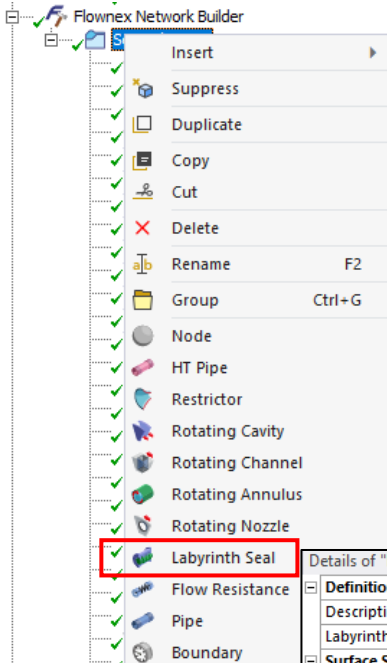 Flownex Network Builder
S
Insert
Suppress
Duplicate
Copy
Cut
Delete
Rename F2
Group Ctrl+G
Node
HT Pipe
Restrictor
Rotating Cavity
Rotating Channel
Rotating Annulus
Rotating Nozzle
Labyrinth Seal
Details of "
Flow Resistance
Definitio
Descripti
Pipe
Labyrinth
Boundary
Surface S